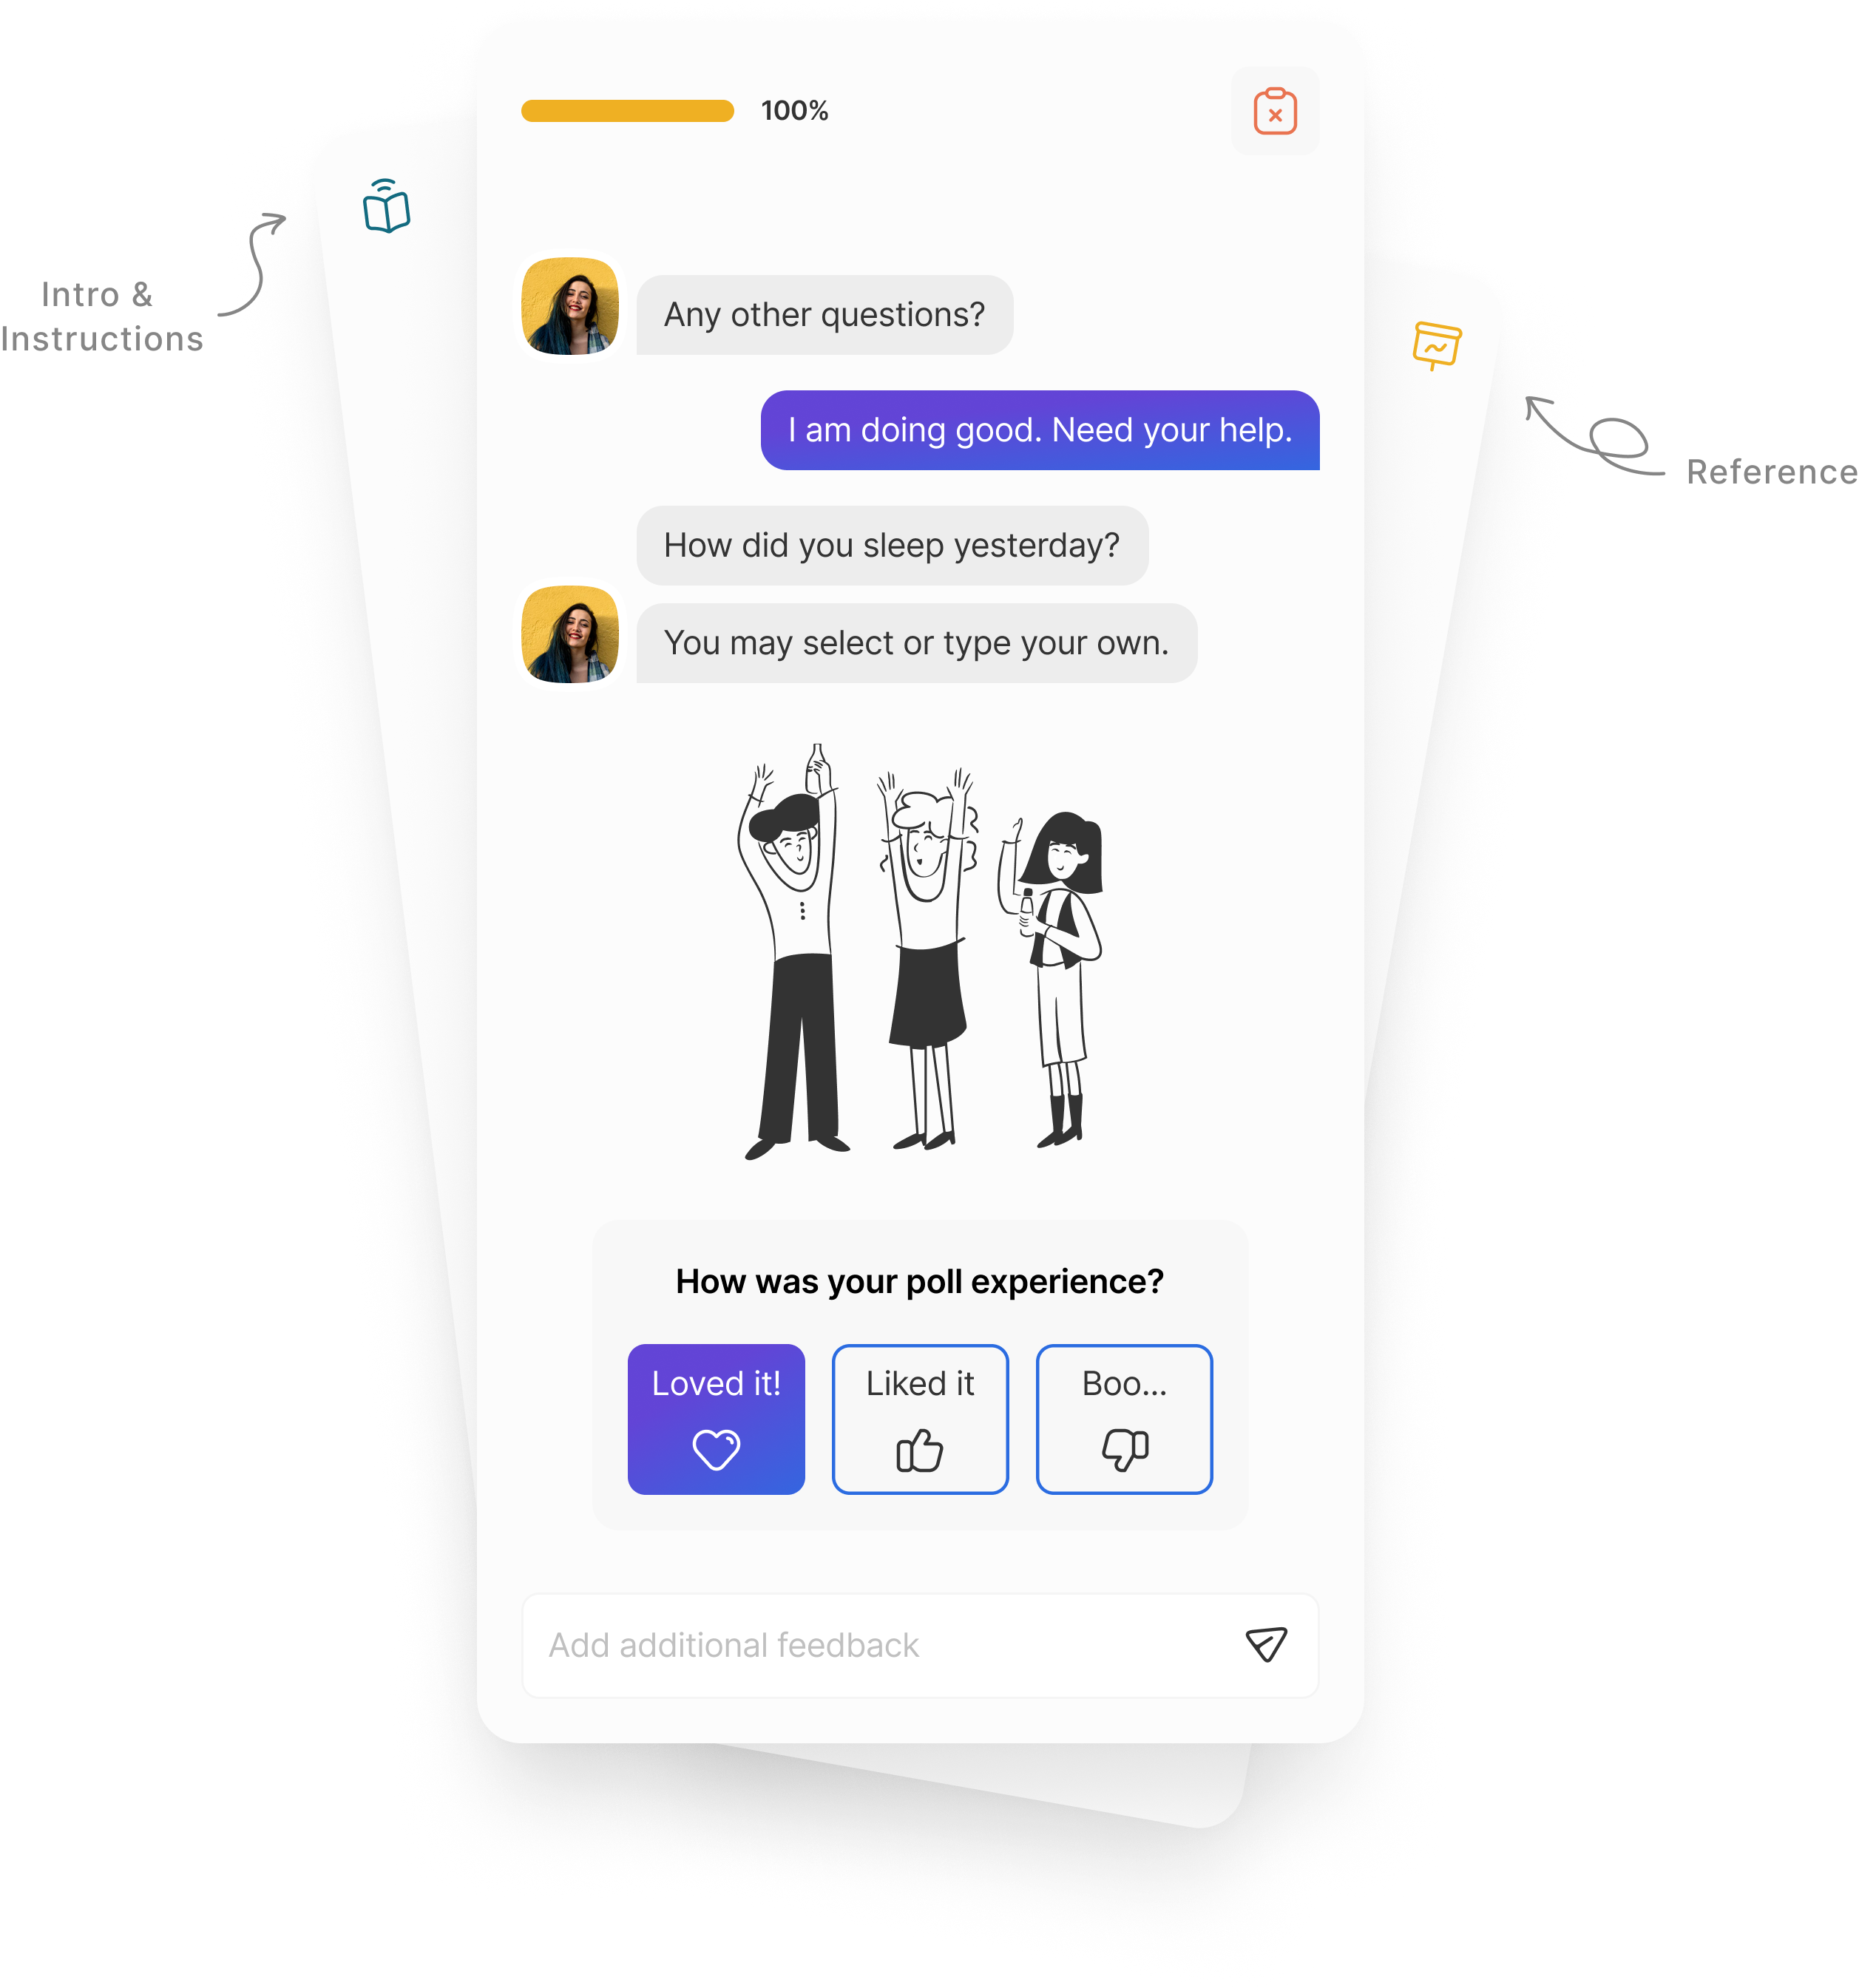 100%
Intro &
Instructions
Any other questions?
I am doing good. Need your help.
Reference
How did you sleep yesterday?
You may select or type your own.
How was your poll experience?
Loved it!
Liked it
Boo...
Add additional feedback